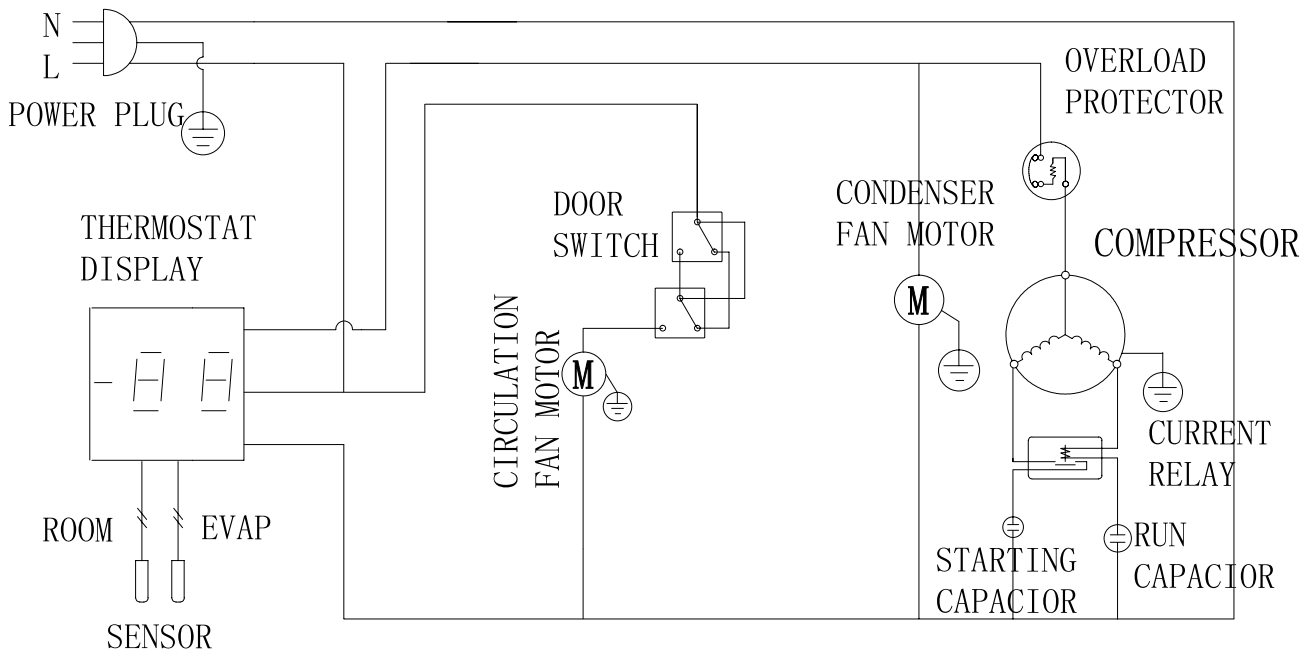 N
L
POWER PLUG
OVERLOAD
PROTECTOR
THERMOSTAT
DISPLAY
DOOR
SWITCH
CONDENSER
FAN MOTOR
COMPRESSOR
M
CIRCULATION
FAN MOTOR
M
CURRENT
RELAY
ROOM
EVAP
SENSOR
STARTING
CAPACIOR
RUN
CAPACIOR